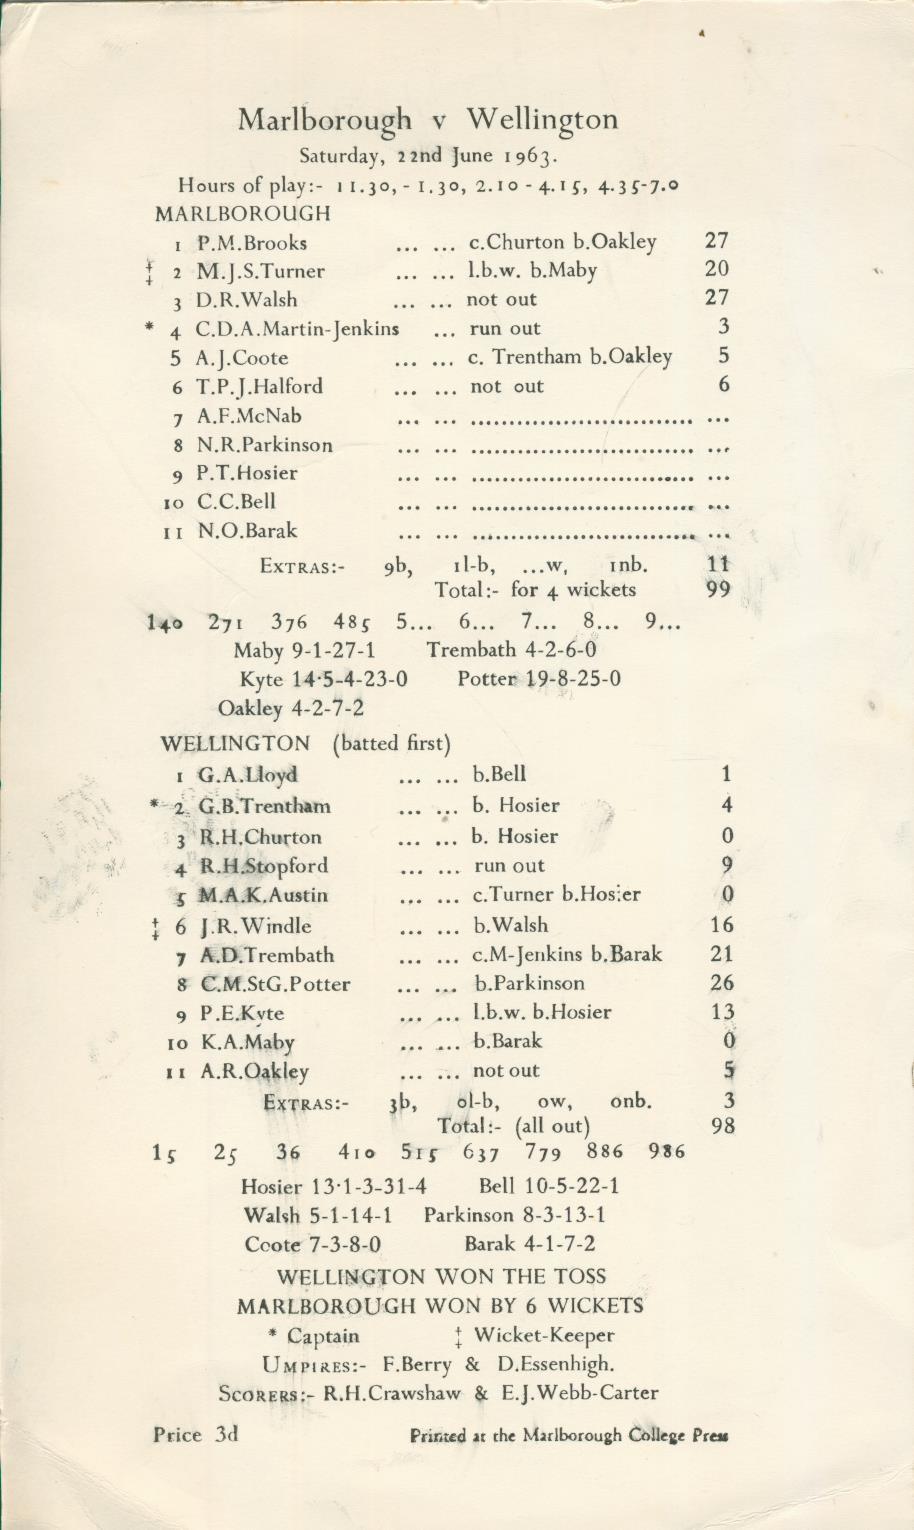 Marlborough v Wellington
Saturday, 22nd June 1963.
Hours of play:- 11.30,-1.30, 2.10-4.15, 4.35-7.0
MARLBOROUGH
1 P.M.Brooks ... ... c.Churton b.Oakley 27
‡ 2 M.J.S.Turner ... ... l.b.w. b.Maby 20
3 D.R.Walsh ... ... not out 27
* 4 C.D.A.Martin-Jenkins ... run out 3
5 A.J.Coote ... ... c. Trentham b.Oakley 5
6 T.P.J.Halford ... ... not out 6
7 A.F.McNab ... ... ............................. ...
8 N.R.Parkinson ... ... ............................. ...
9 P.T.Hosier ... ... ............................. ...
10 C.C.Bell ... ... ............................. ...
11 N.O.Barak ... ... ............................. ...
EXTRAS:- 9b, 1l-b, ...w, 1nb. 11
Total:- for 4 wickets 99
140 271 376 485 5... 6... 7... 8... 9...
Maby 9-1-27-1 Trembath 4-2-6-0
Kyte 14·5-4-23-0 Potter 19-8-25-0
Oakley 4-2-7-2
WELLINGTON (batted first)
1 G.A.Lloyd ... ... b.Bell 1
* 2 G.B.Trentham ... ... b. Hosier 4
3 R.H.Churton ... ... b. Hosier 0
4 R.H.Stopford ... ... run out 9
5 M.A.K.Austin ... ... c.Turner b.Hosier 0
‡ 6 J.R.Windle ... ... b.Walsh 16
7 A.D.Trembath ... ... c.M-Jenkins b.Barak 21
8 C.M.StG.Potter ... ... b.Parkinson 26
9 P.E.Kyte ... ... l.b.w. b.Hosier 13
10 K.A.Maby ... ... b.Barak 0
11 A.R.Oakley ... ... not out 5
EXTRAS:- 3b, 0l-b, 0w, 0nb. 3
Total:- (all out) 98
15 25 36 410 515 637 779 886 986
Hosier 13·1-3-31-4 Bell 10-5-22-1
Walsh 5-1-14-1 Parkinson 8-3-13-1
Coote 7-3-8-0 Barak 4-1-7-2
WELLINGTON WON THE TOSS
MARLBOROUGH WON BY 6 WICKETS
* Captain ‡ Wicket-Keeper
UMPIRES:- F.Berry & D.Essenhigh.
SCORERS:- R.H.Crawshaw & E.J.Webb-Carter
Price 3d Printed at the Marlborough College Press